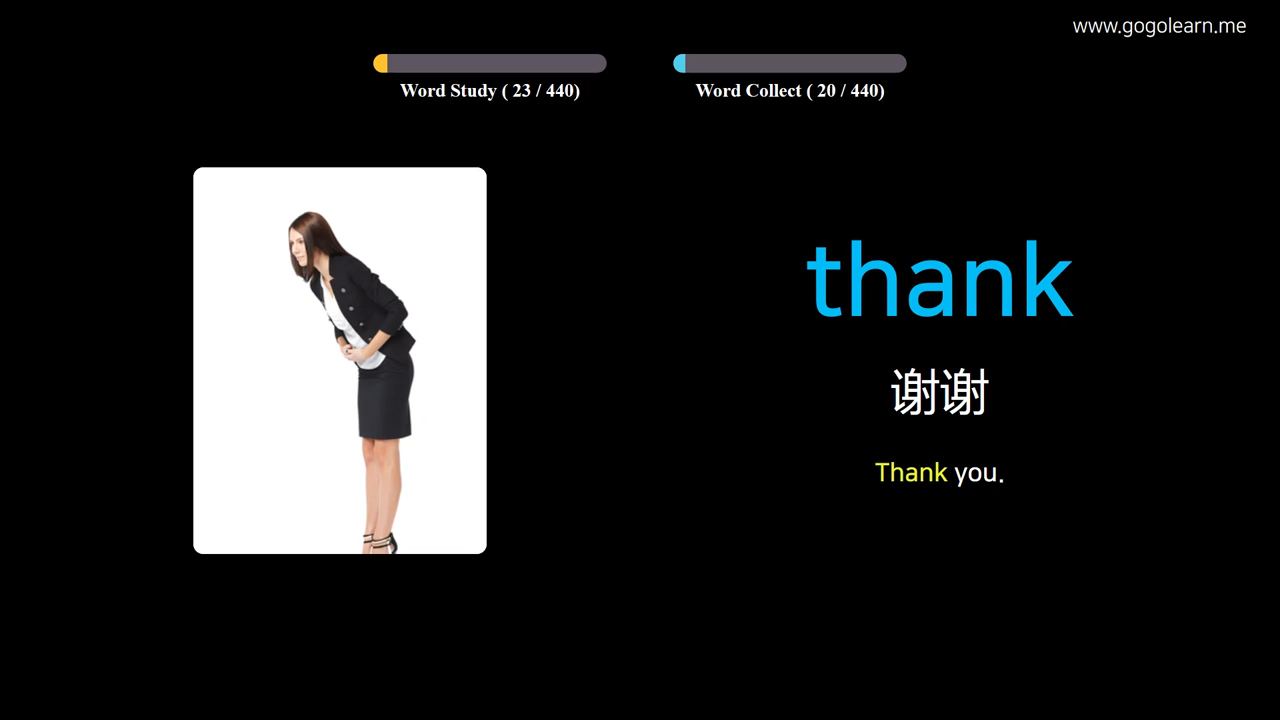 www.gogolearn.me
Word Study ( 23 / 440)
Word Collect ( 20 / 440)
thank
谢谢
Thank you.